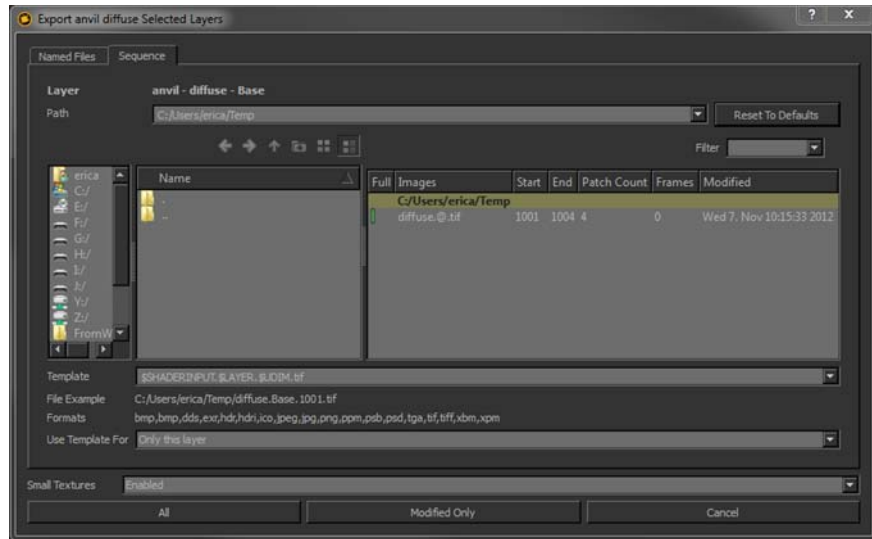 Export anvil diffuse Selected Layers
? X
Named Files Sequence
Layer anvil - diffuse - Base
Path C:/Users/erica/Temp Reset To Defaults
Filter
erica
C:/
E:/
F:/
G:/
H:/
I:/
J:/
Y:/
Z:/
FromW
Name
.
..
Full Images Start End Patch Count Frames Modified
C:/Users/erica/Temp
diffuse.@.tif 1001 1004 4 0 Wed 7. Nov 10:15:33 2012
Template $SHADERINPUT.$LAYER.$UDIM.tif
File Example C:/Users/erica/Temp/diffuse.Base.1001.tif
Formats bmp,bmp,dds,exr,hdr,hdri,ico,jpeg,jpg,png,ppm,psb,psd,tga,tif,tiff,xbm,xpm
Use Template For Only this layer
Small Textures Enabled
All Modified Only Cancel